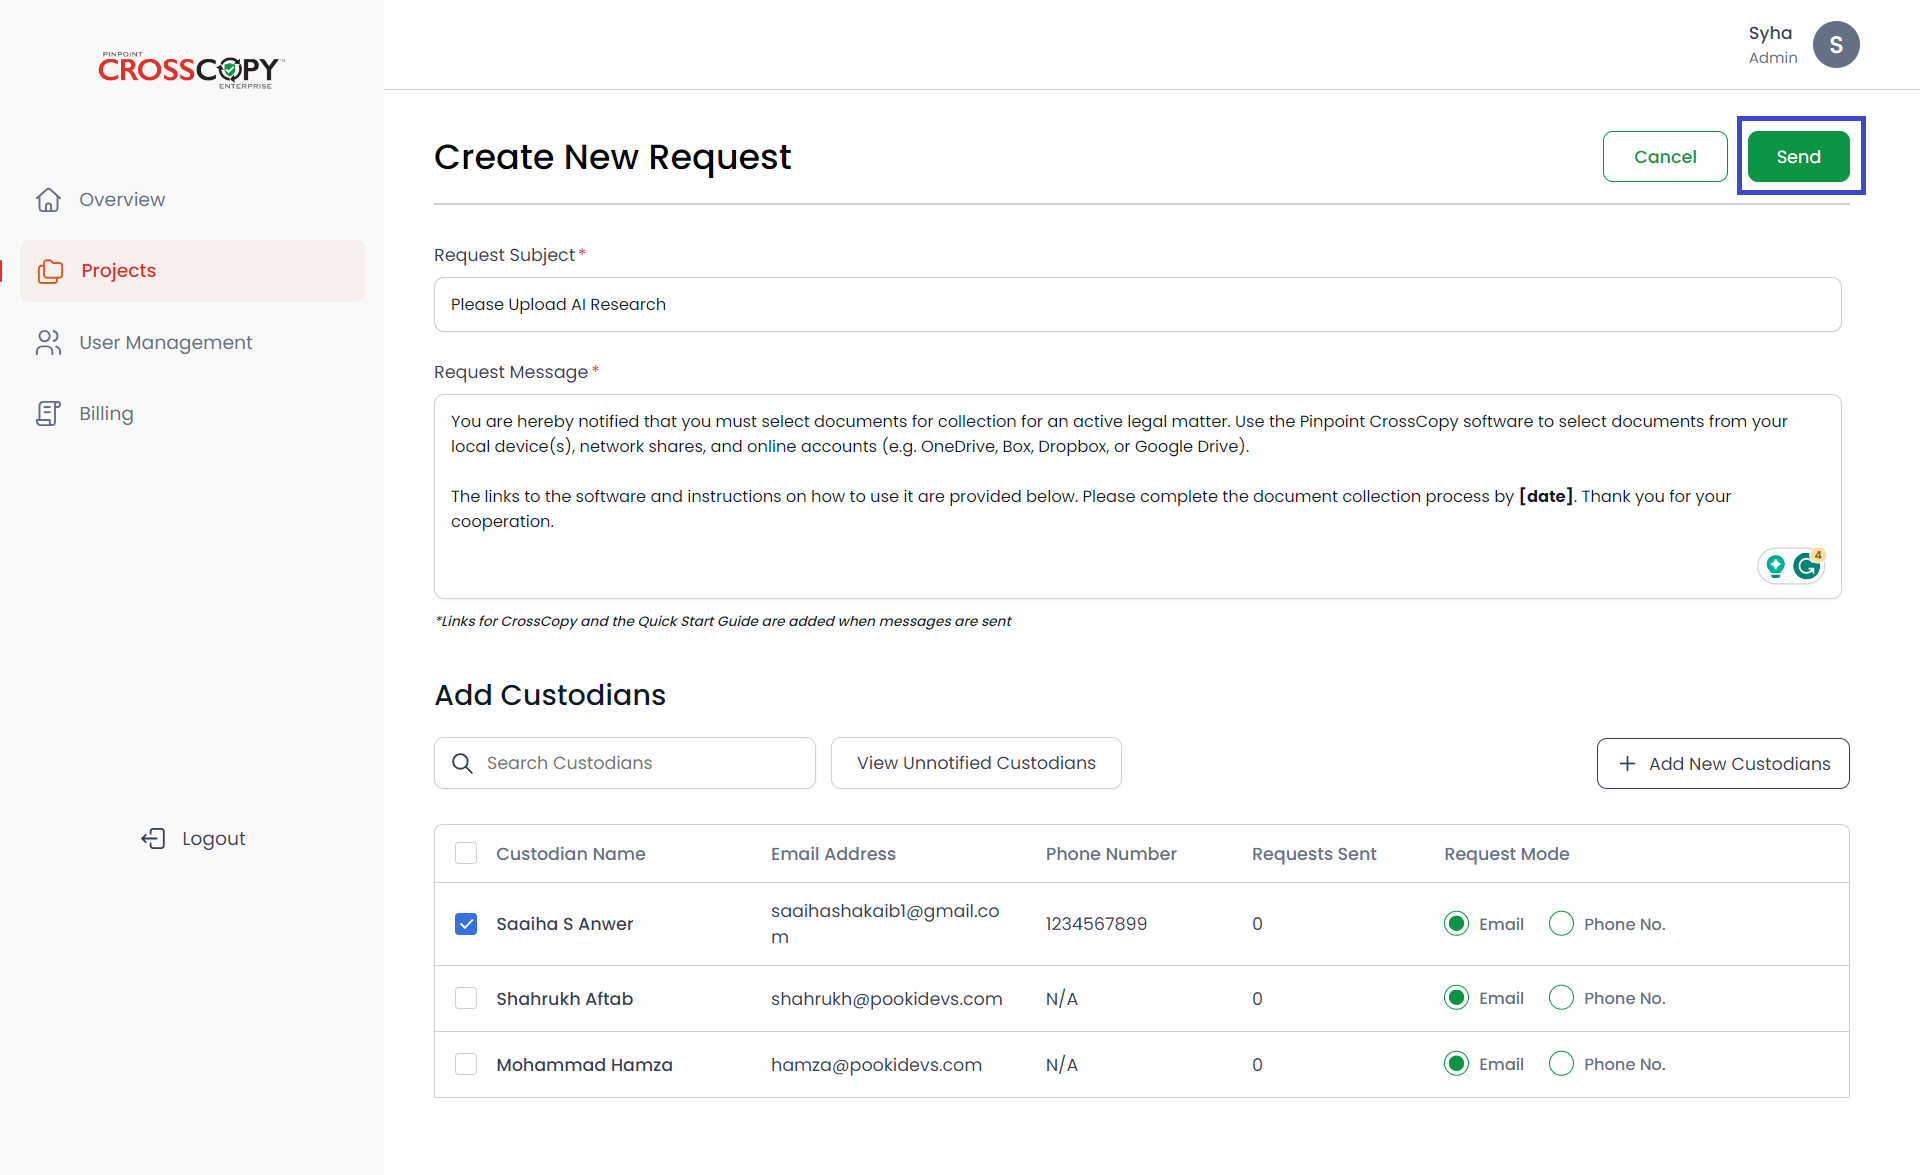 PINPOINT
CROSSCOPY™
ENTERPRISE
Syha
Admin
S
Overview
Projects
User Management
Billing
Logout
Create New Request
Cancel
Send
Request Subject*
Please Upload AI Research
Request Message*
You are hereby notified that you must select documents for collection for an active legal matter. Use the Pinpoint CrossCopy software to select documents from your
local device(s), network shares, and online accounts (e.g. OneDrive, Box, Dropbox, or Google Drive).
The links to the software and instructions on how to use it are provided below. Please complete the document collection process by [date]. Thank you for your
cooperation.
4
*Links for CrossCopy and the Quick Start Guide are added when messages are sent
Add Custodians
Search Custodians
View Unnotified Custodians
+ Add New Custodians
Custodian Name Email Address Phone Number Requests Sent Request Mode
Saaiha S Anwer saaihashakaib1@gmail.co
m 1234567899 0 Email Phone No.
Shahrukh Aftab shahrukh@pookidevs.com N/A 0 Email Phone No.
Mohammad Hamza hamza@pookidevs.com N/A 0 Email Phone No.